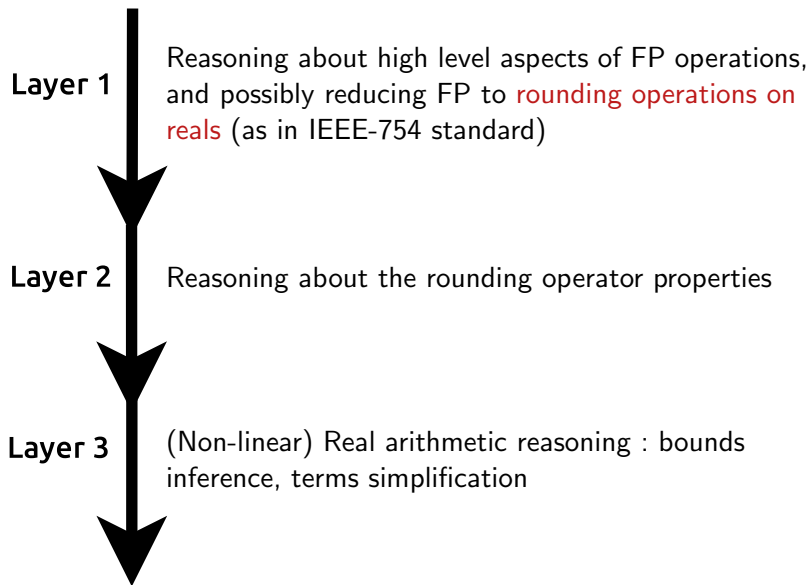 Layer 1
Reasoning about high level aspects of FP operations,
and possibly reducing FP to rounding operations on
reals (as in IEEE-754 standard)
Layer 2
Reasoning about the rounding operator properties
Layer 3
(Non-linear) Real arithmetic reasoning : bounds
inference, terms simplification